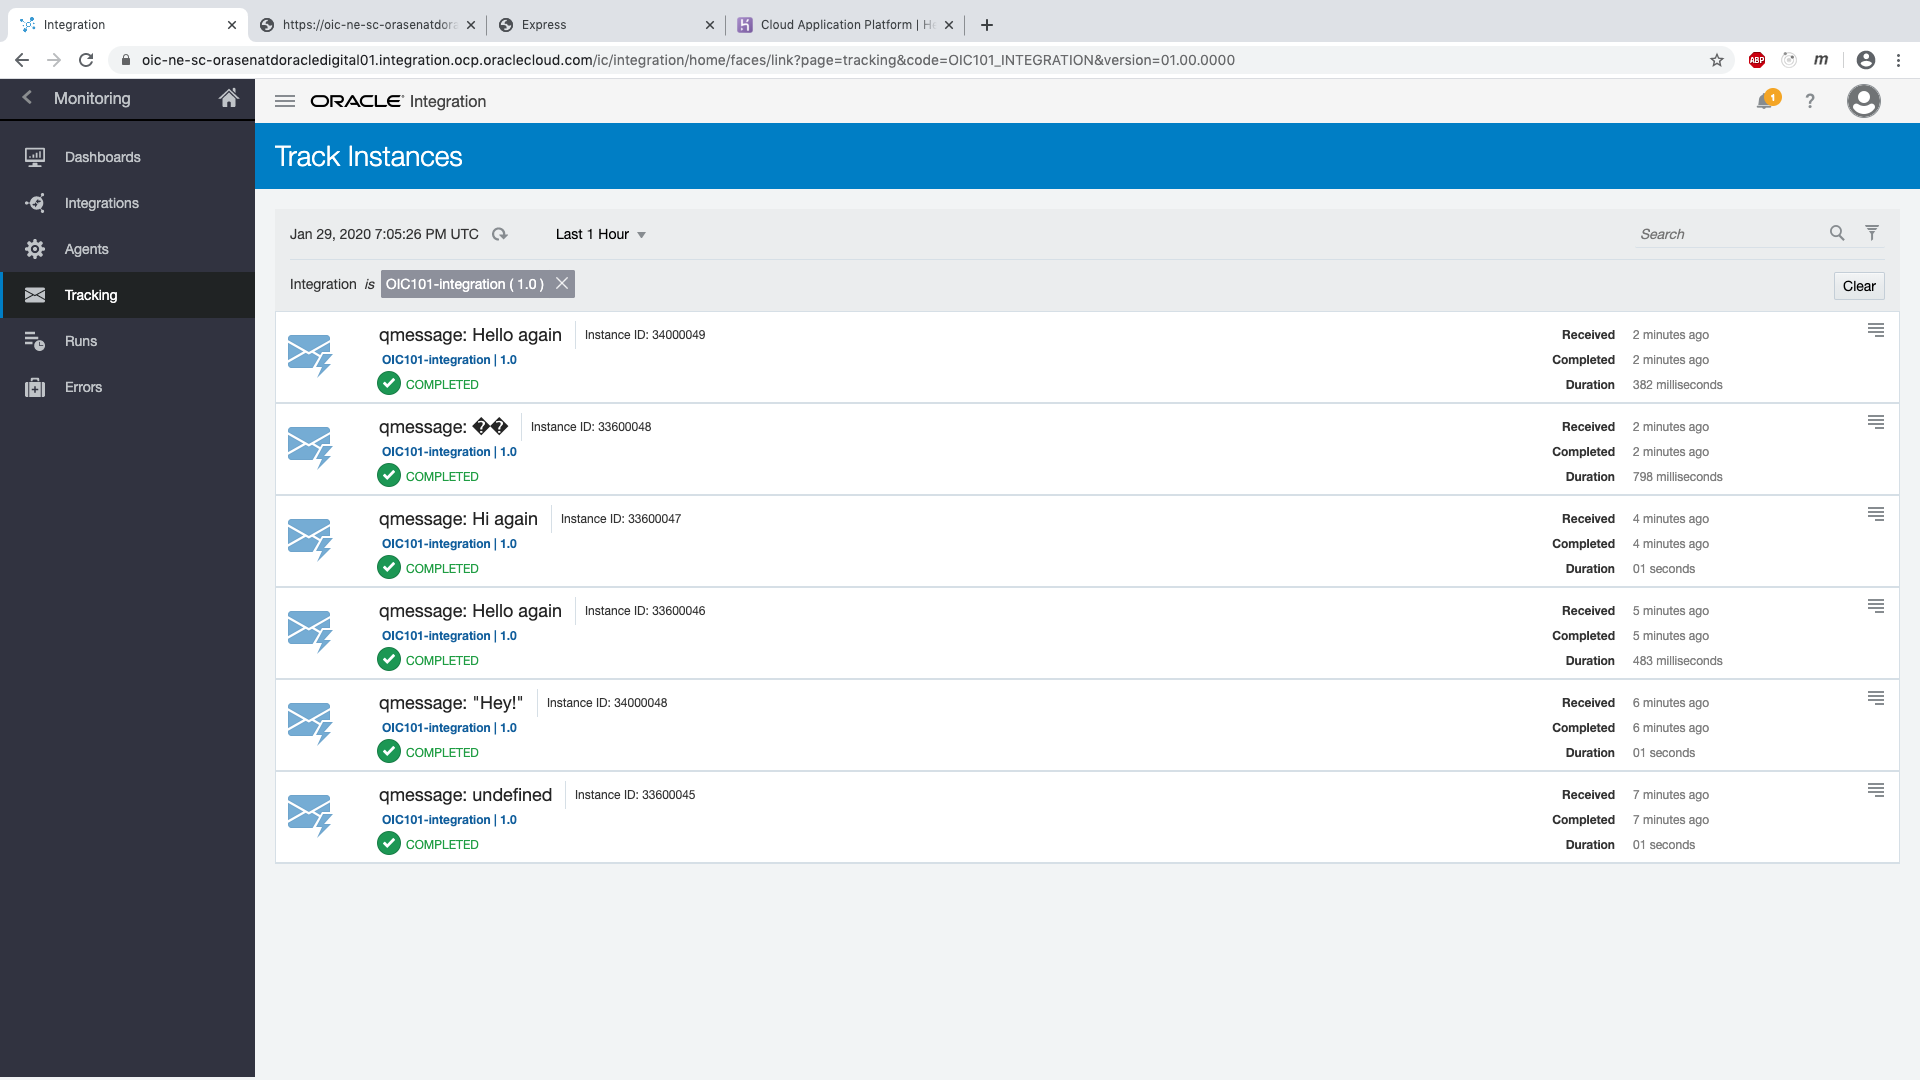 Integration
https://oic-ne-sc-orasenatdora
Express
Cloud Application Platform | He
oic-ne-sc-orasenatdoracledigital01.integration.ocp.oraclecloud.com/ic/integration/home/faces/link?page=tracking&code=OIC101_INTEGRATION&version=01.00.0000
ABP
m
Monitoring
ORACLE Integration
1
?
Dashboards
Integrations
Agents
Tracking
Runs
Errors
Track Instances
Jan 29, 2020 7:05:26 PM UTC
Last 1 Hour
Search
Integration is OIC101-integration ( 1.0 )
Clear
qmessage: Hello again
Instance ID: 34000049
OIC101-integration | 1.0
COMPLETED
Received 2 minutes ago
Completed 2 minutes ago
Duration 382 milliseconds
qmessage: ��
Instance ID: 33600048
OIC101-integration | 1.0
COMPLETED
Received 2 minutes ago
Completed 2 minutes ago
Duration 798 milliseconds
qmessage: Hi again
Instance ID: 33600047
OIC101-integration | 1.0
COMPLETED
Received 4 minutes ago
Completed 4 minutes ago
Duration 01 seconds
qmessage: Hello again
Instance ID: 33600046
OIC101-integration | 1.0
COMPLETED
Received 5 minutes ago
Completed 5 minutes ago
Duration 483 milliseconds
qmessage: "Hey!"
Instance ID: 34000048
OIC101-integration | 1.0
COMPLETED
Received 6 minutes ago
Completed 6 minutes ago
Duration 01 seconds
qmessage: undefined
Instance ID: 33600045
OIC101-integration | 1.0
COMPLETED
Received 7 minutes ago
Completed 7 minutes ago
Duration 01 seconds